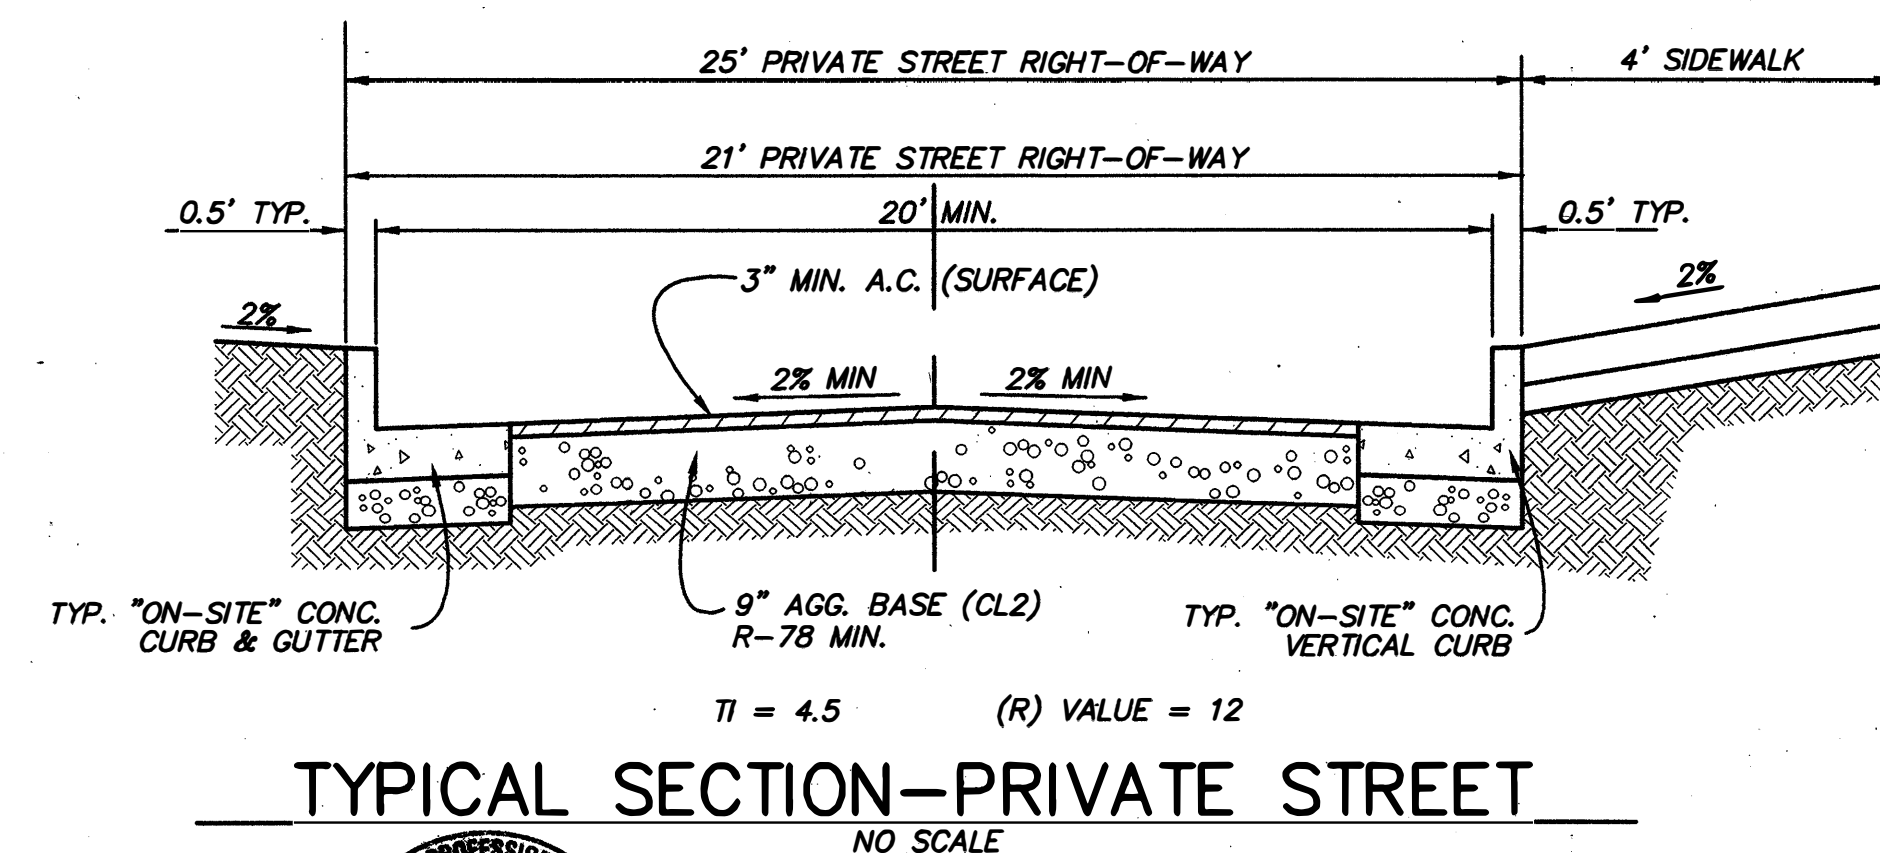 25' PRIVATE STREET RIGHT-OF-WAY
4' SIDEWALK
21' PRIVATE STREET RIGHT-OF-WAY
0.5' TYP.
20' MIN.
0.5' TYP.
3" MIN. A.C. (SURFACE)
2%
2%
2% MIN
2% MIN
TYP. "ON-SITE" CONC.
CURB & GUTTER
9" AGG. BASE (CL2)
R-78 MIN.
TYP. "ON-SITE" CONC.
VERTICAL CURB
TI = 4.5
(R) VALUE = 12
TYPICAL SECTION-PRIVATE STREET
NO SCALE